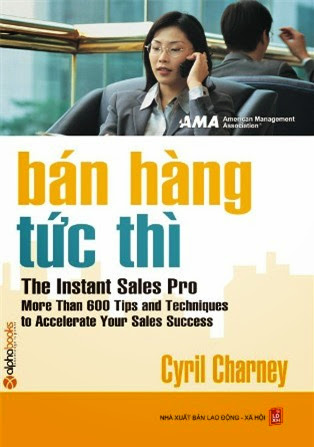 AMA American Management
Association
bán hàng
tức thì
The Instant Sales Pro
More Than 600 Tips and Techniques
to Accelerate Your Sales Success
alphabooks
Cyril Charney
NHÀ XUẤT BẢN LAO ĐỘNG - XÃ HỘI